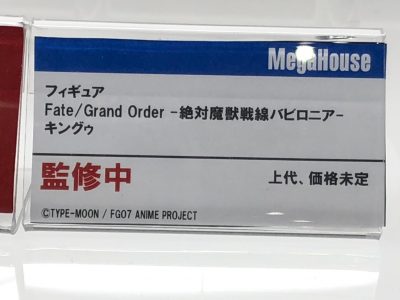 MegaHouse
フィギュア
Fate/Grand Order -絶対魔獣戦線バビロニア-
キングゥ
監修中
上代、価格未定
©TYPE-MOON / FGO7 ANIME PROJECT